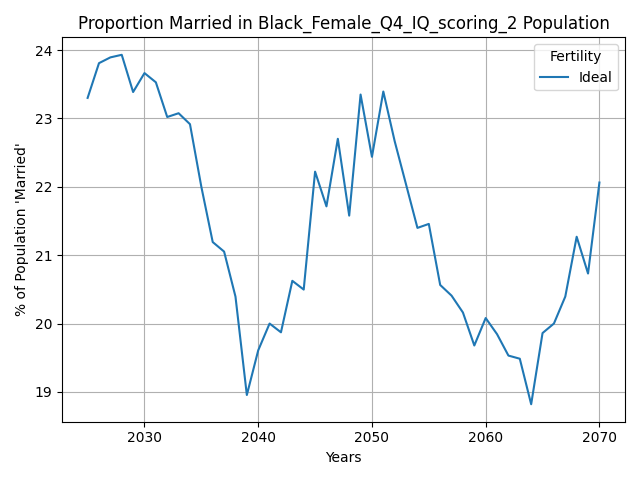 Proportion Married in Black_Female_Q4_IQ_scoring_2 Population
Fertility
Ideal
% of Population 'Married'
24
23
22
21
20
19
2030 2040 2050 2060 2070
Years